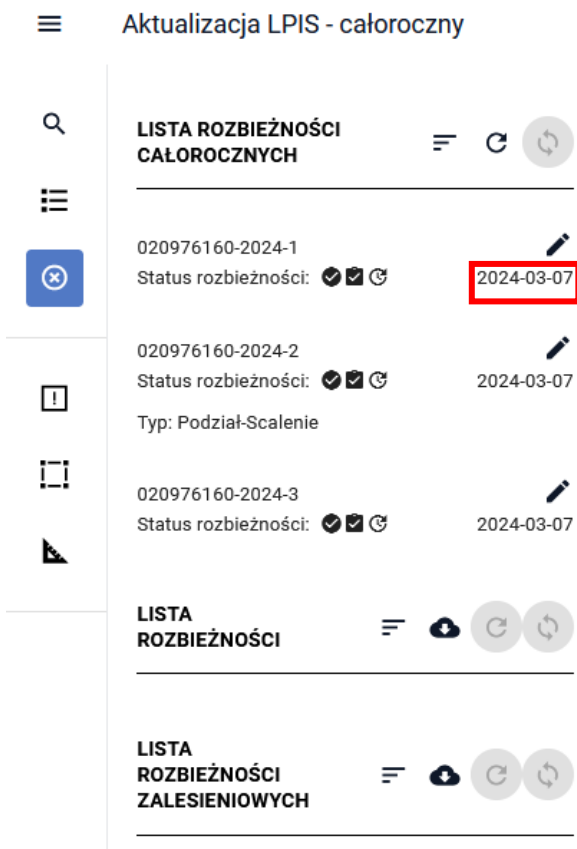 Aktualizacja LPIS - całoroczny
LISTA ROZBIEŻNOŚCI
CAŁOROCZNYCH
020976160-2024-1
Status rozbieżności:
2024-03-07
020976160-2024-2
Status rozbieżności:
2024-03-07
Typ: Podział-Scalenie
020976160-2024-3
Status rozbieżności:
2024-03-07
LISTA
ROZBIEŻNOŚCI
LISTA
ROZBIEŻNOŚCI
ZALESIENIOWYCH